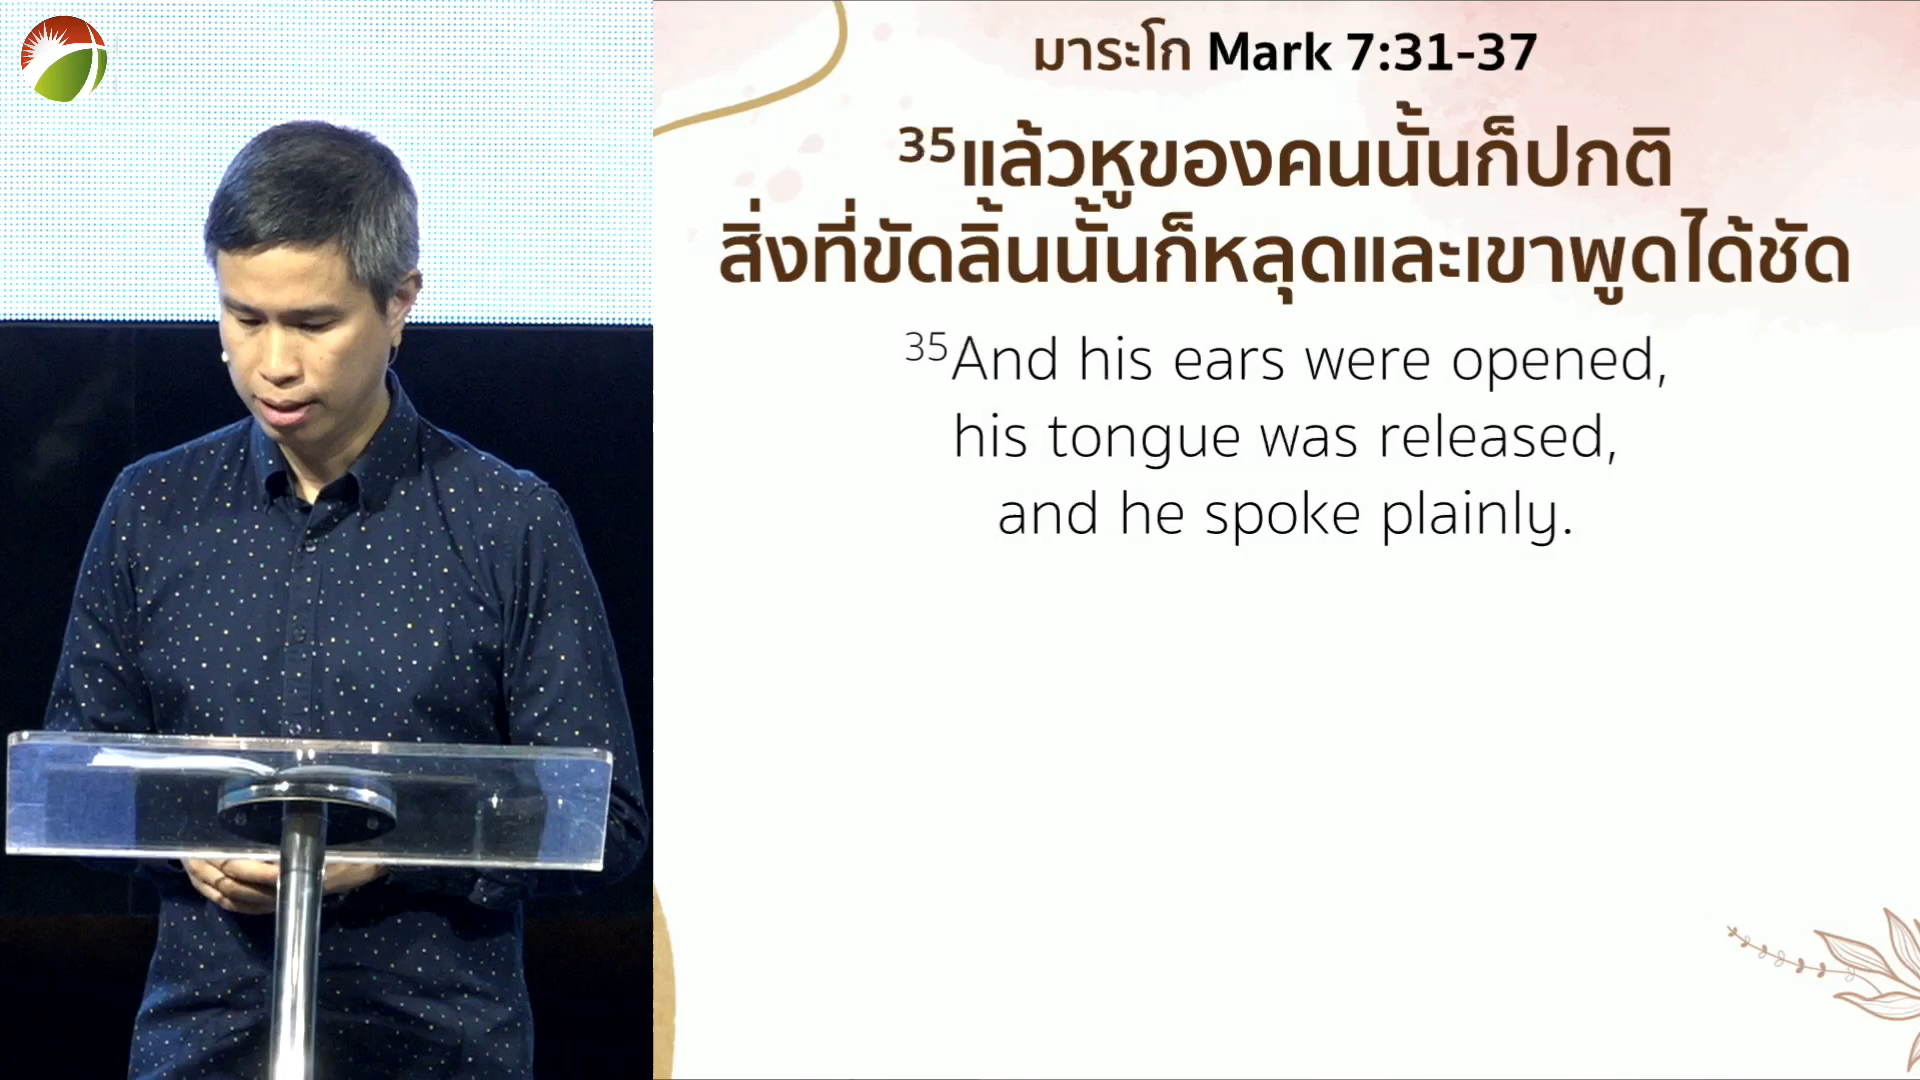 มาระโก Mark 7:31-37
³⁵แล้วหูของคนนั้นก็ปกติ
สิ่งที่ขัดลิ้นนั้นก็หลุดและเขาพูดได้ชัด
³⁵And his ears were opened,
his tongue was released,
and he spoke plainly.